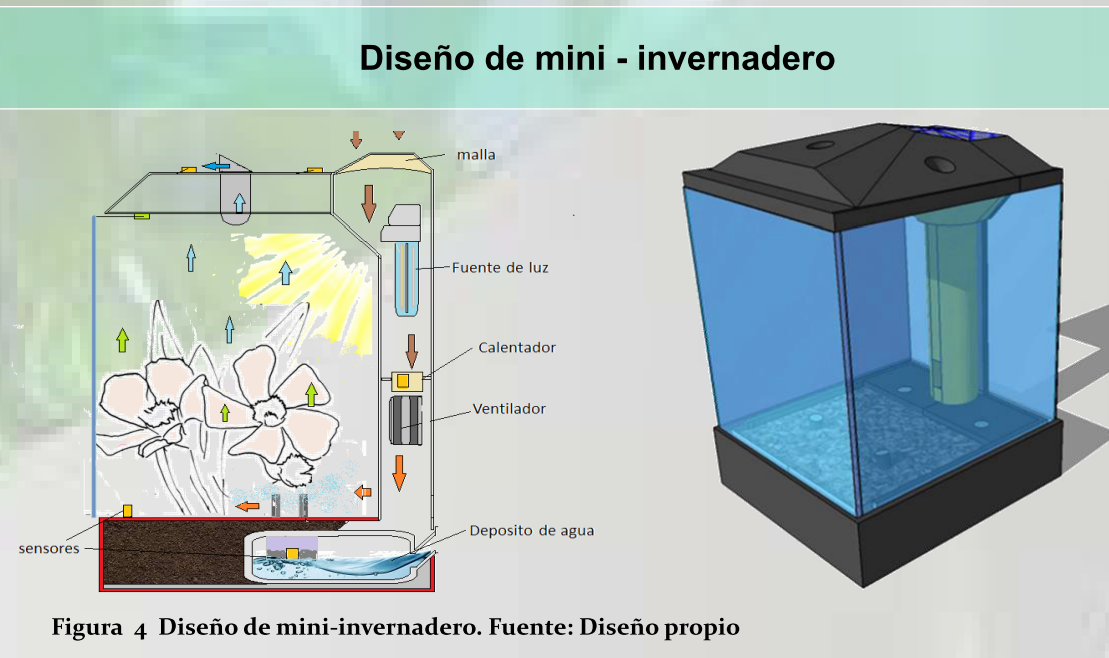 Diseño de mini - invernadero
malla
Fuente de luz
Calentador
Ventilador
Deposito de agua
sensores
Figura 4 Diseño de mini-invernadero. Fuente: Diseño propio